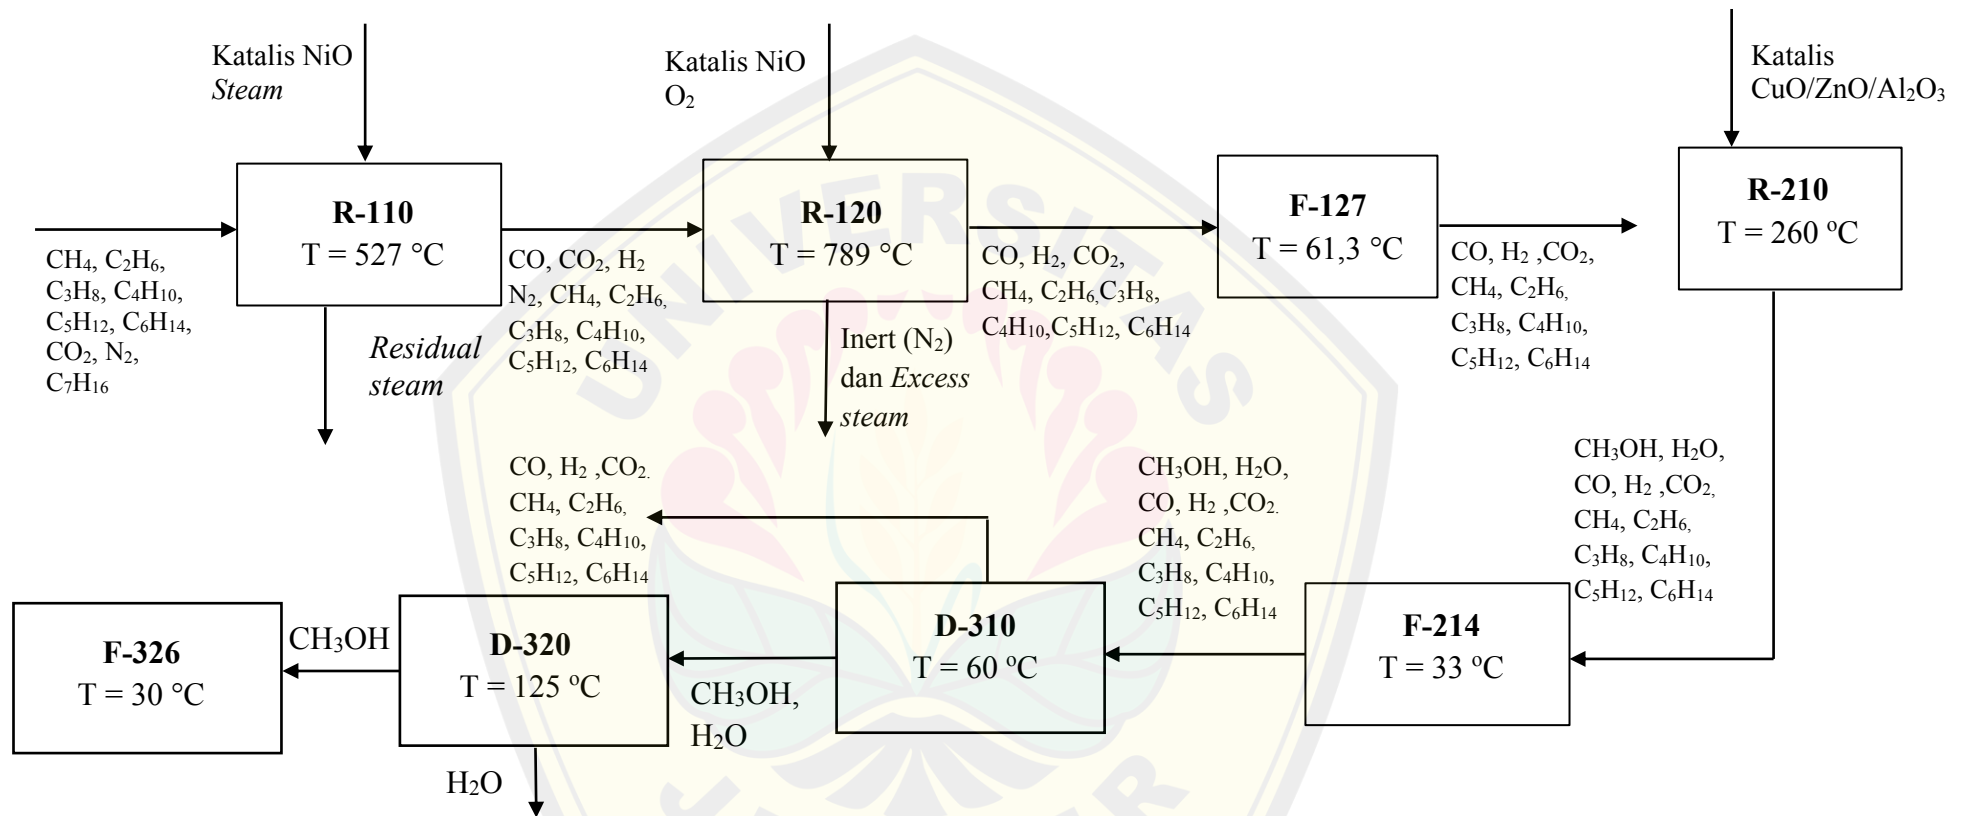 Katalis NiO
Steam
Katalis NiO
O₂
Katalis
CuO/ZnO/Al₂O₃
R-110
T = 527 °C
R-120
T = 789 °C
F-127
T = 61,3 °C
R-210
T = 260 ºC
CH₄, C₂H₆,
C₃H₈, C₄H₁₀,
C₅H₁₂, C₆H₁₄,
CO₂, N₂,
C₇H₁₆
Residual
steam
CO, CO₂, H₂
N₂, CH₄, C₂H₆,
C₃H₈, C₄H₁₀,
C₅H₁₂, C₆H₁₄
Inert (N₂)
dan Excess
steam
CO, H₂, CO₂,
CH₄, C₂H₆,C₃H₈,
C₄H₁₀,C₅H₁₂, C₆H₁₄
CO, H₂ ,CO₂,
CH₄, C₂H₆,
C₃H₈, C₄H₁₀,
C₅H₁₂, C₆H₁₄
CH₃OH, H₂O,
CO, H₂ ,CO₂,
CH₄, C₂H₆,
C₃H₈, C₄H₁₀,
C₅H₁₂, C₆H₁₄
F-214
T = 33 ºC
CH₃OH, H₂O,
CO, H₂ ,CO₂.
CH₄, C₂H₆,
C₃H₈, C₄H₁₀,
C₅H₁₂, C₆H₁₄
D-310
T = 60 ºC
CO, H₂ ,CO₂.
CH₄, C₂H₆,
C₃H₈, C₄H₁₀,
C₅H₁₂, C₆H₁₄
CH₃OH,
H₂O
D-320
T = 125 ºC
H₂O
CH₃OH
F-326
T = 30 °C
UNIVERSITAS